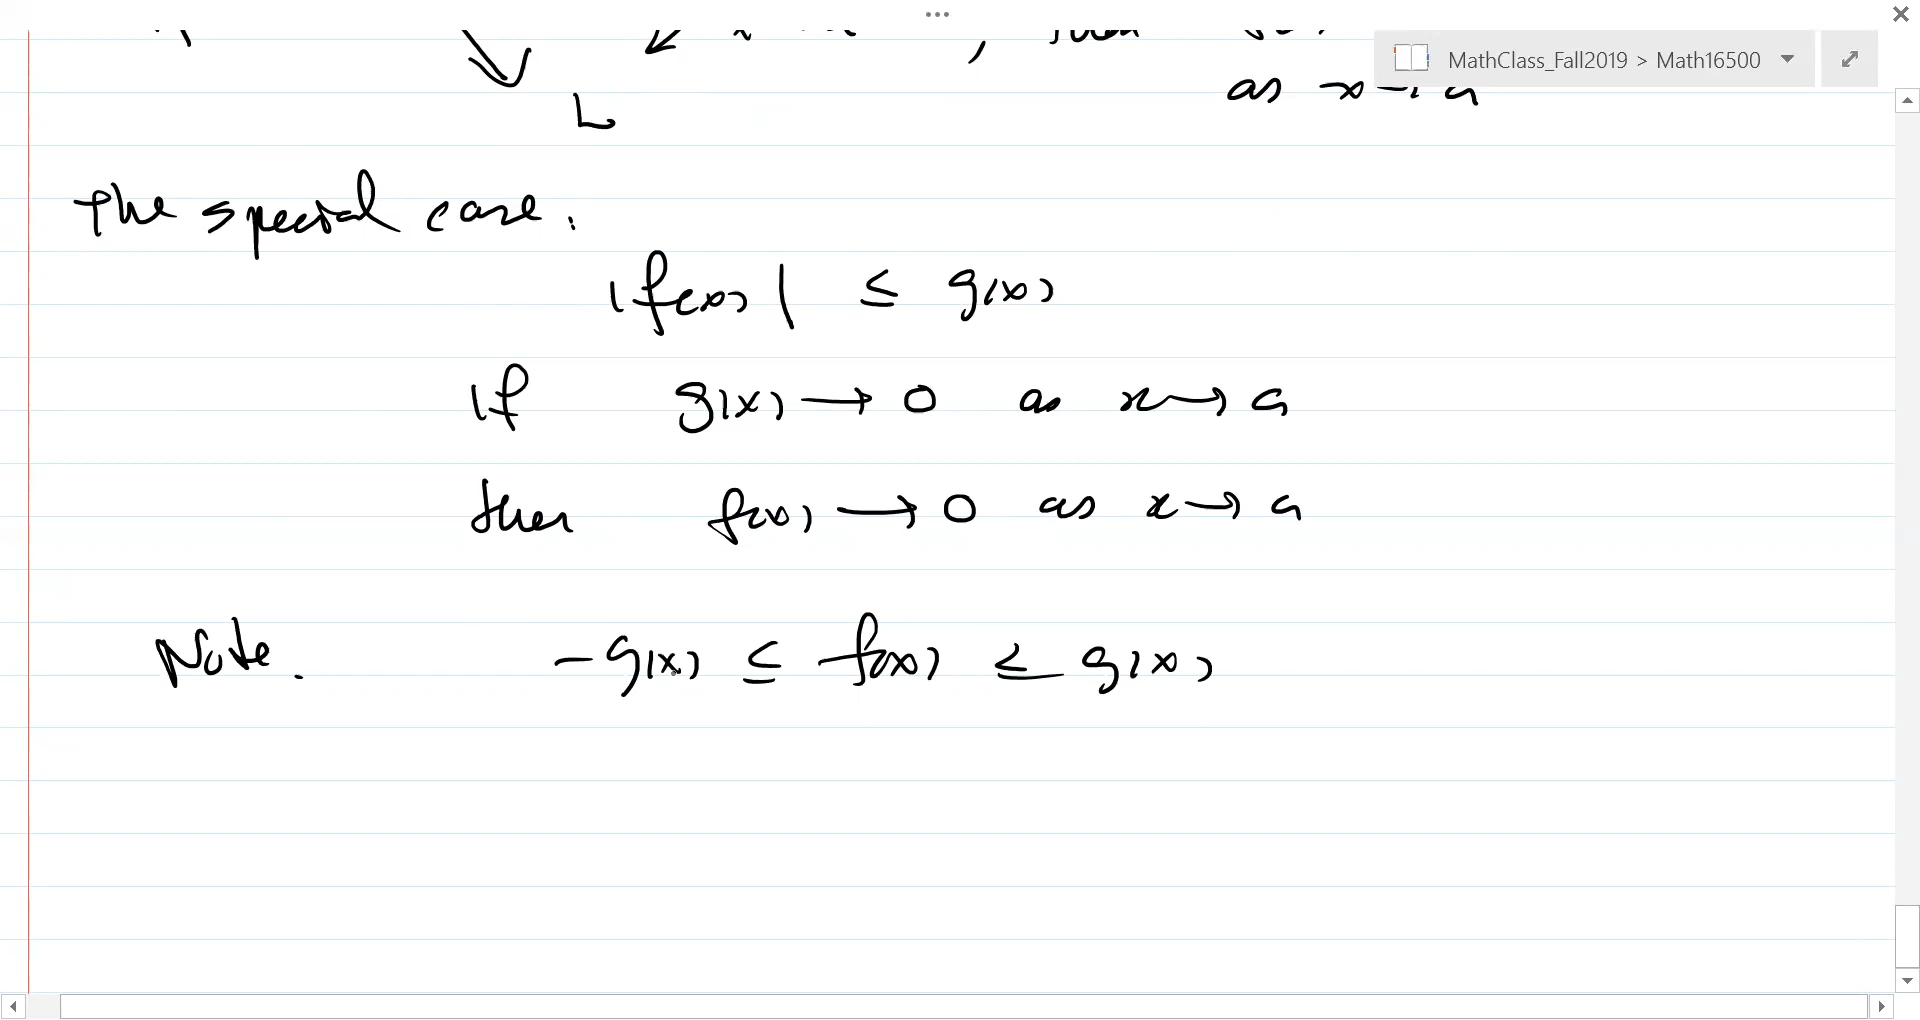 MathClass_Fall2019 > Math16500
as x → a
L
The special case:
|f(x)| ≤ g(x)
if g(x) → 0 as x → a
then f(x) → 0 as x → a
Note. -g(x) ≤ f(x) ≤ g(x)